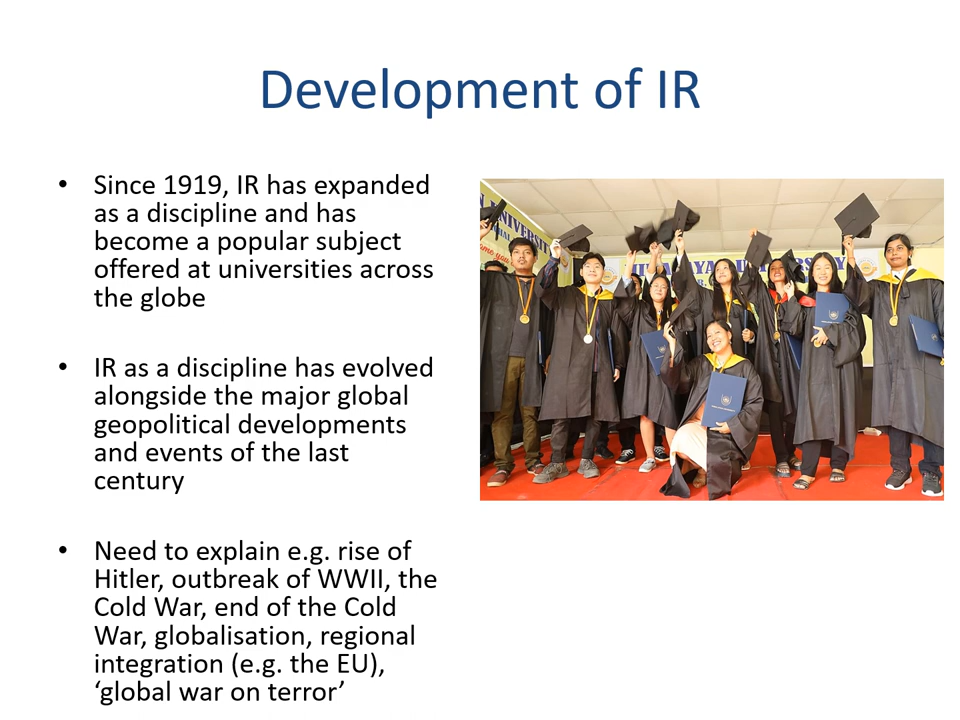 Development of IR
• Since 1919, IR has expanded
as a discipline and has
become a popular subject
offered at universities across
the globe
• IR as a discipline has evolved
alongside the major global
geopolitical developments
and events of the last
century
• Need to explain e.g. rise of
Hitler, outbreak of WWII, the
Cold War, end of the Cold
War, globalisation, regional
integration (e.g. the EU),
‘global war on terror’